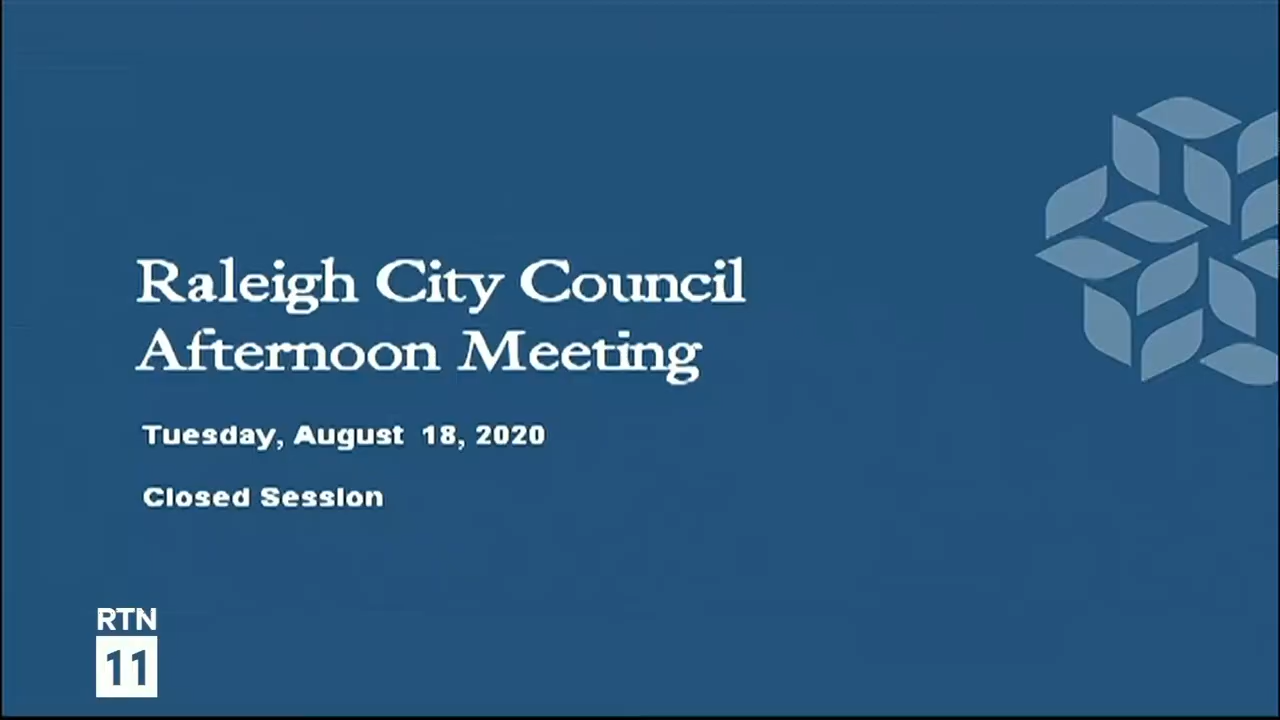 Raleigh City Council
Afternoon Meeting
Tuesday, August 18, 2020
Closed Session
RTN
11